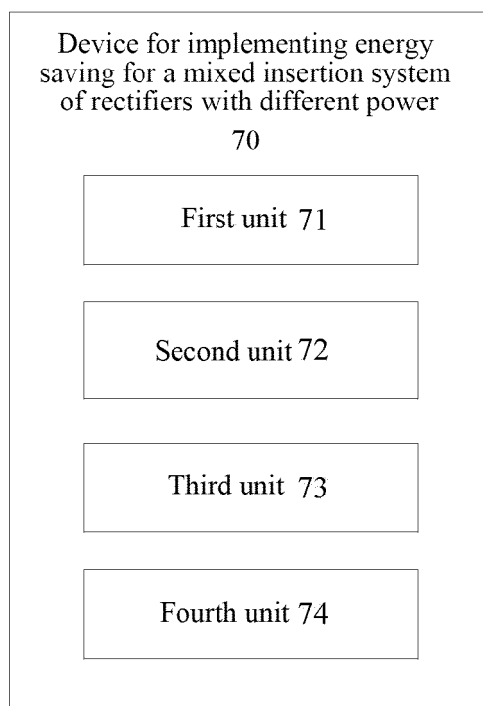 Device for implementing energy
saving for a mixed insertion system
of rectifiers with different power
70
First unit 71
Second unit 72
Third unit 73
Fourth unit 74